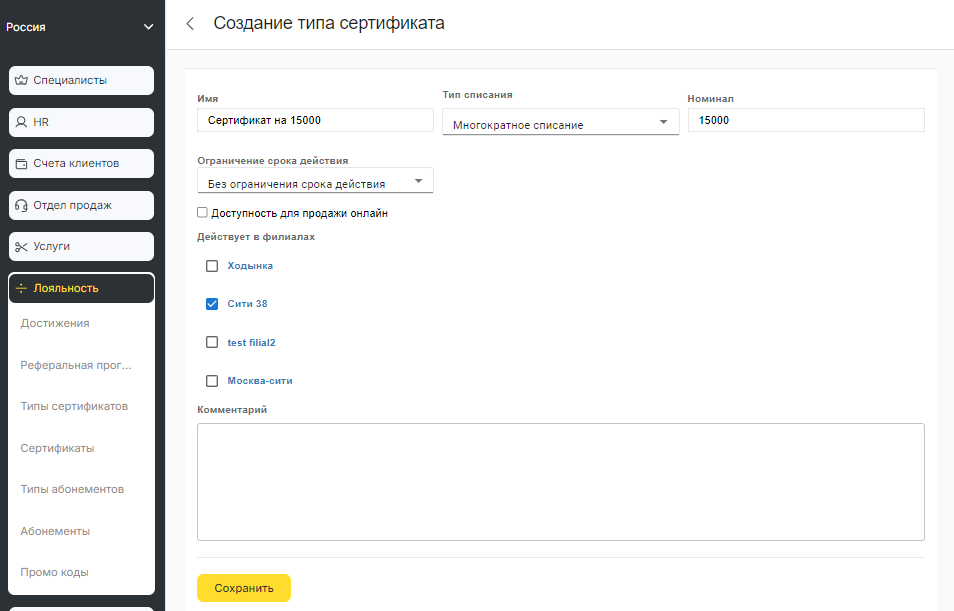 Россия
Специалисты
HR
Счета клиентов
Отдел продаж
Услуги
Лояльность
Достижения
Реферальная прог...
Типы сертификатов
Сертификаты
Типы абонементов
Абонементы
Промо коды
Создание типа сертификата
Имя
Сертификат на 15000
Тип списания
Многократное списание
Номинал
15000
Ограничение срока действия
Без ограничения срока действия
Доступность для продажи онлайн
Действует в филиалах
Ходынка
Сити 38
test filial2
Москва-сити
Комментарий
Сохранить